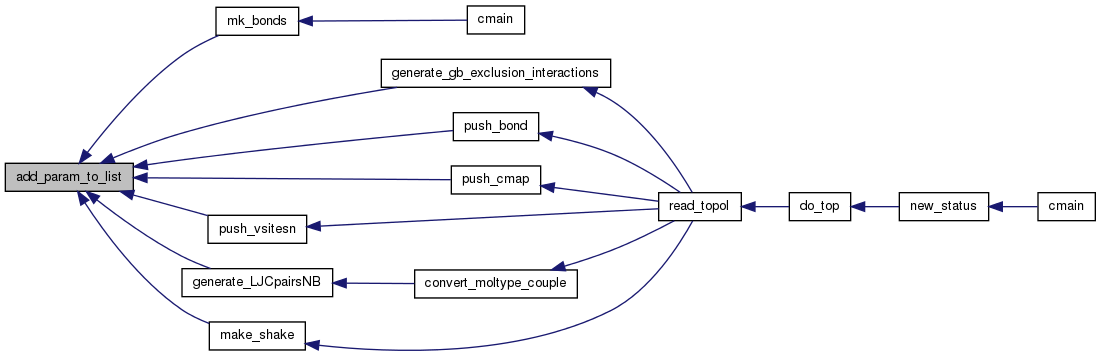 mk_bonds
cmain
generate_gb_exclusion_interactions
push_bond
add_param_to_list
push_cmap
read_topol
do_top
new_status
cmain
push_vsitesn
generate_LJCpairsNB
convert_moltype_couple
make_shake